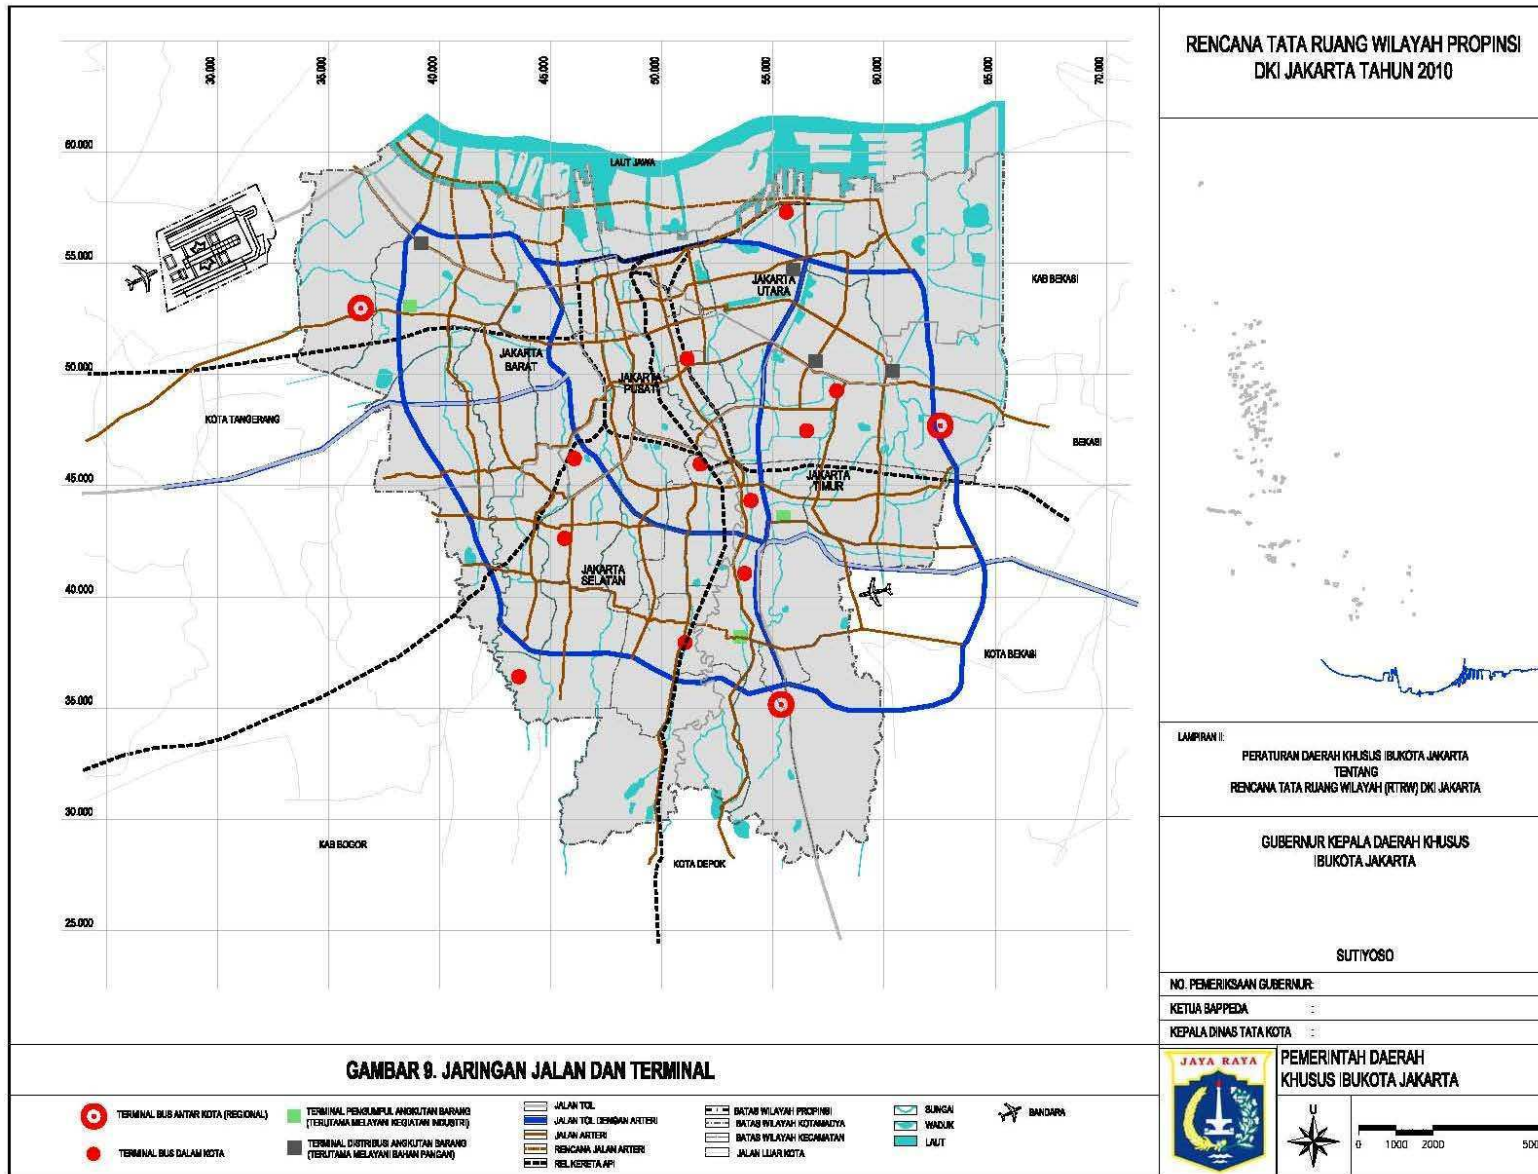 RENCANA TATA RUANG WILAYAH PROPINSI
DKI JAKARTA TAHUN 2010
30.000
35.000
40.000
45.000
50.000
55.000
60.000
65.000
70.000
60.000
55.000
50.000
45.000
40.000
35.000
30.000
25.000
LAUT JAWA
JAKARTA
UTARA
KAB BEKASI
JAKARTA
BARAT
JAKARTA
PUSAT
KOTA TANGERANG
BEKASI
JAKARTA
TIMUR
JAKARTA
SELATAN
KOTA BEKASI
KAB BOGOR
KOTA DEPOK
LAMPIRAN II:
PERATURAN DAERAH KHUSUS IBUKOTA JAKARTA
TENTANG
RENCANA TATA RUANG WILAYAH (RTRW) DKI JAKARTA
GUBERNUR KEPALA DAERAH KHUSUS
IBUKOTA JAKARTA
SUTIYOSO
NO. PEMERIKSAAN GUBERNUR:
KETUA BAPPEDA :
KEPALA DINAS TATA KOTA :
GAMBAR 9. JARINGAN JALAN DAN TERMINAL
TERMINAL BUS ANTAR KOTA (REGIONAL)
TERMINAL BUS DALAM KOTA
TERMINAL PENGUMPUL ANGKUTAN BARANG
(TERUTAMA MELAYANI KEGIATAN INDUSTRI)
TERMINAL DISTRIBUSI ANGKUTAN BARANG
(TERUTAMA MELAYANI BAHAN PANGAN)
JALAN TOL
JALAN TOL DENGAN ARTERI
JALAN ARTERI
RENCANA JALAN ARTERI
REL KERETA API
BATAS WILAYAH PROPINSI
BATAS WILAYAH KOTAMADYA
BATAS WILAYAH KECAMATAN
JALAN LUAR KOTA
SUNGAI
WADUK
LAUT
BANDARA
JAYA RAYA
PEMERINTAH DAERAH
KHUSUS IBUKOTA JAKARTA
U
0 1000 2000 500